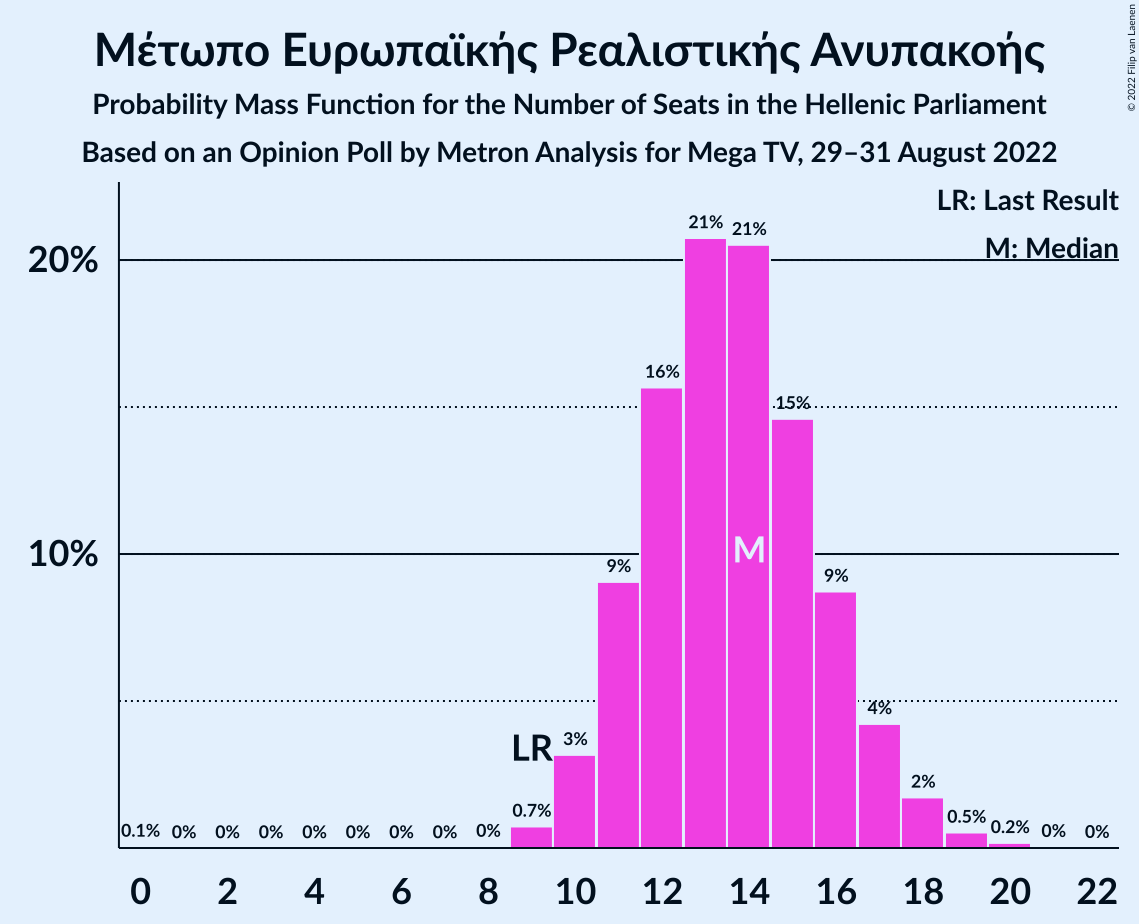 Μέτωπο Ευρωπαϊκής Ρεαλιστικής Ανυπακοής
Probability Mass Function for the Number of Seats in the Hellenic Parliament
Based on an Opinion Poll by Metron Analysis for Mega TV, 29–31 August 2022
© 2022 Filip van Laenen
LR: Last Result
M: Median
20%
10%
0.1% 0% 0% 0% 0% 0% 0% 0% 0% 0.7% 3% 9% 16% 21% 21% 15% 9% 4% 2% 0.5% 0.2% 0% 0%
LR
M
0 2 4 6 8 10 12 14 16 18 20 22